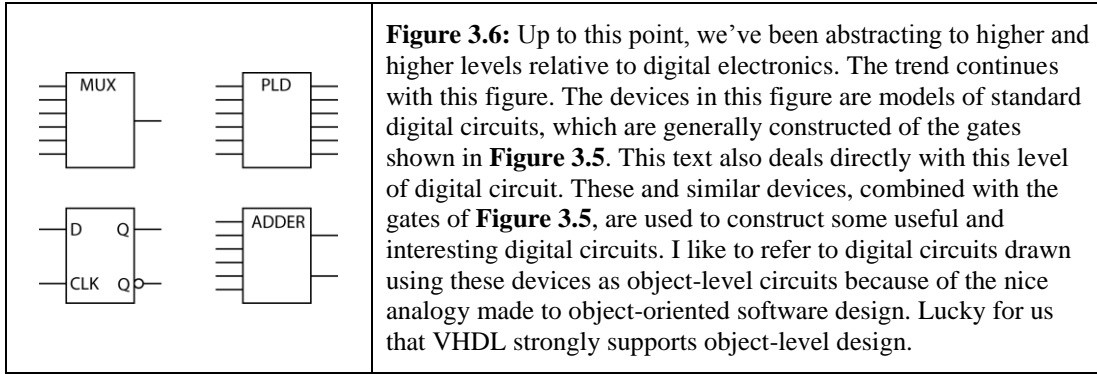 MUX
PLD
D Q
CLK Q
ADDER
Figure 3.6: Up to this point, we’ve been abstracting to higher and
higher levels relative to digital electronics. The trend continues
with this figure. The devices in this figure are models of standard
digital circuits, which are generally constructed of the gates
shown in Figure 3.5. This text also deals directly with this level
of digital circuit. These and similar devices, combined with the
gates of Figure 3.5, are used to construct some useful and
interesting digital circuits. I like to refer to digital circuits drawn
using these devices as object-level circuits because of the nice
analogy made to object-oriented software design. Lucky for us
that VHDL strongly supports object-level design.